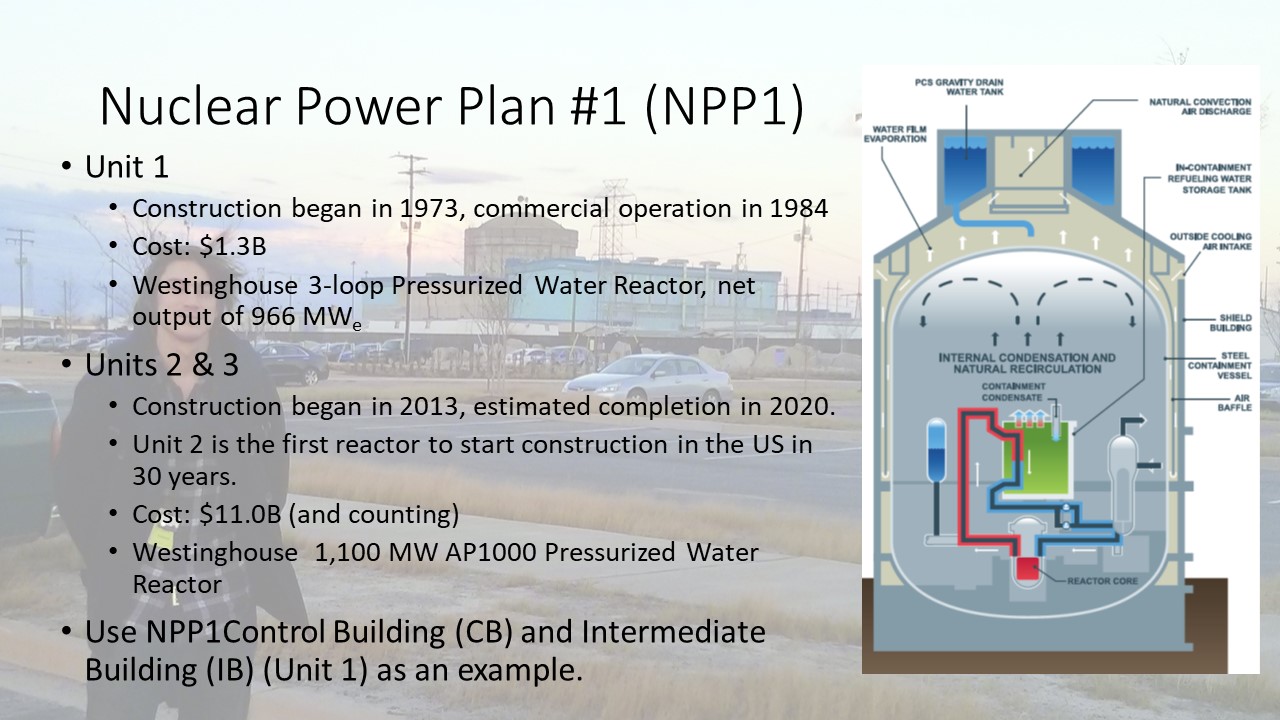 Nuclear Power Plan #1 (NPP1)
• Unit 1
• Construction began in 1973, commercial operation in 1984
• Cost: $1.3B
• Westinghouse 3-loop Pressurized Water Reactor, net
output of 966 MWe
• Units 2 & 3
• Construction began in 2013, estimated completion in 2020.
• Unit 2 is the first reactor to start construction in the US in
30 years.
• Cost: $11.0B (and counting)
• Westinghouse 1,100 MW AP1000 Pressurized Water
Reactor
• Use NPP1Control Building (CB) and Intermediate
Building (IB) (Unit 1) as an example.
PCS GRAVITY DRAIN
WATER TANK
NATURAL CONVECTION
AIR DISCHARGE
WATER FILM
EVAPORATION
IN-CONTAINMENT
REFUELING WATER
STORAGE TANK
OUTSIDE COOLING
AIR INTAKE
SHIELD
BUILDING
STEEL
CONTAINMENT
VESSEL
AIR
BAFFLE
INTERNAL CONDENSATION AND
NATURAL RECIRCULATION
CONTAINMENT
CONDENSATE
REACTOR CORE